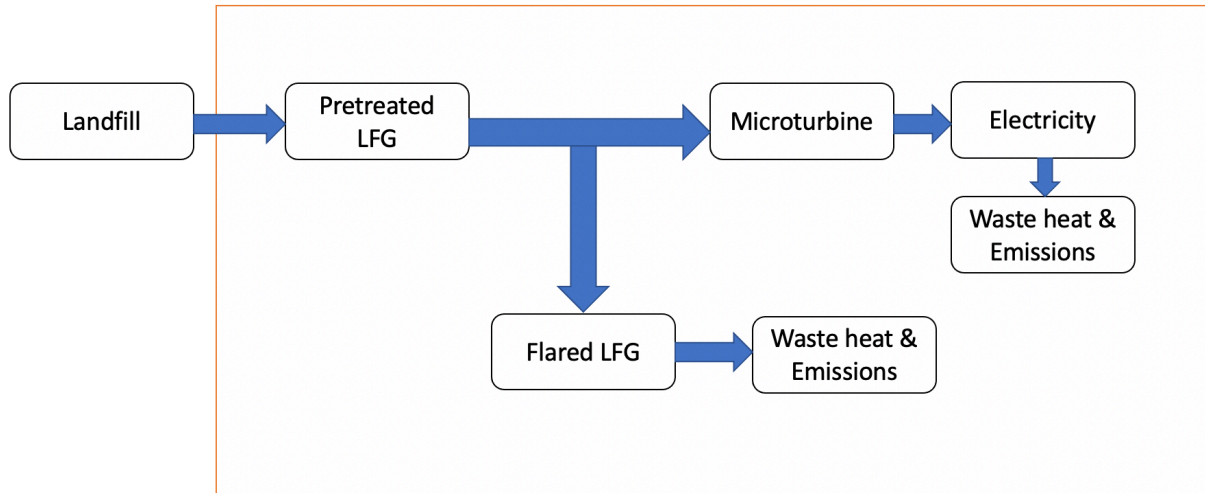 Landfill
Pretreated
LFG
Microturbine
Electricity
Waste heat &
Emissions
Flared LFG
Waste heat &
Emissions